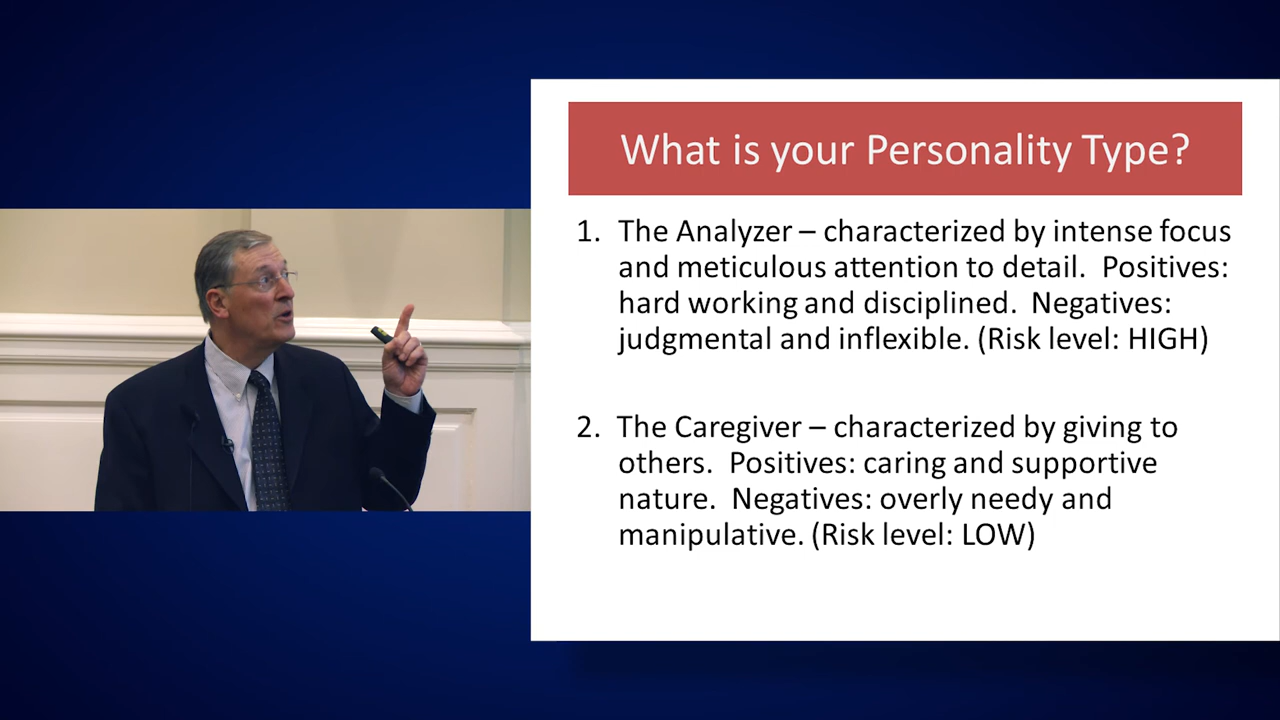 What is your Personality Type?
1. The Analyzer – characterized by intense focus
and meticulous attention to detail. Positives:
hard working and disciplined. Negatives:
judgmental and inflexible. (Risk level: HIGH)
2. The Caregiver – characterized by giving to
others. Positives: caring and supportive
nature. Negatives: overly needy and
manipulative. (Risk level: LOW)